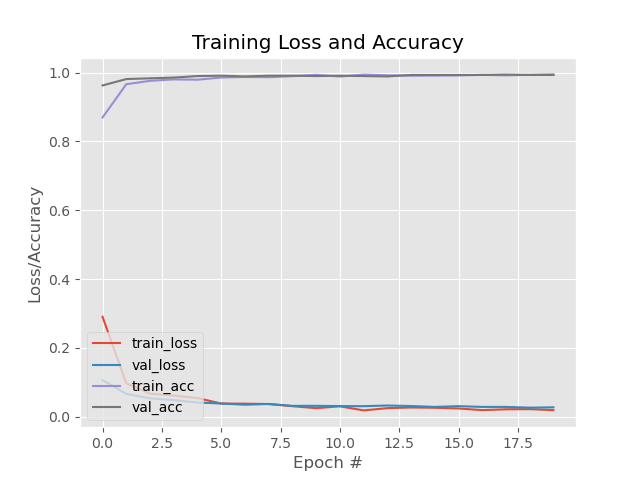 Training Loss and Accuracy
1.0
0.8
0.6
0.4
0.2
0.0
Loss/Accuracy
train_loss
val_loss
train_acc
val_acc
0.0 2.5 5.0 7.5 10.0 12.5 15.0 17.5
Epoch #